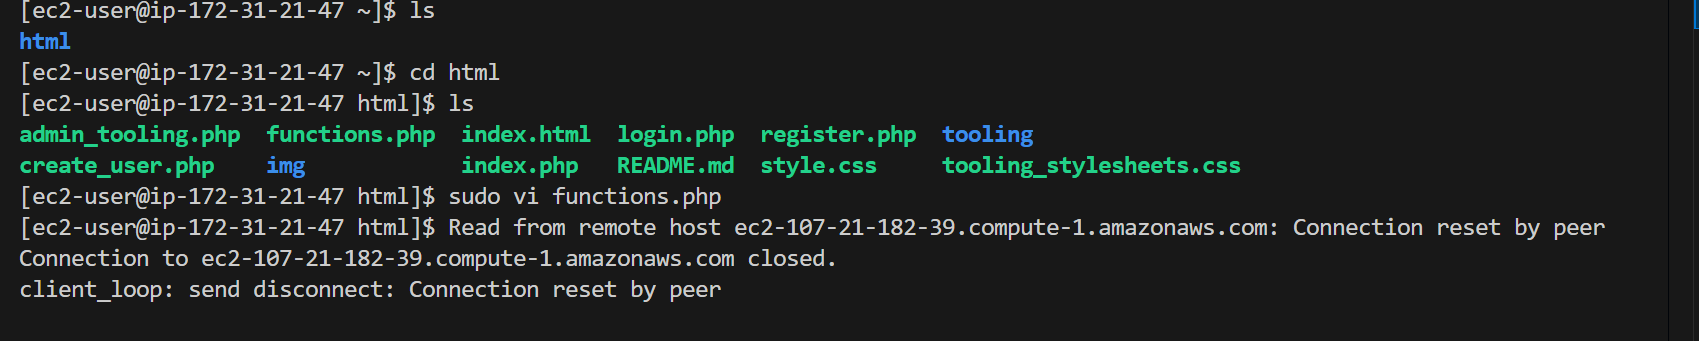 [ec2-user@ip-172-31-21-47 ~]$ ls
html
[ec2-user@ip-172-31-21-47 ~]$ cd html
[ec2-user@ip-172-31-21-47 html]$ ls
admin_tooling.php  functions.php  index.html  login.php  register.php  tooling
create_user.php    img            index.php   README.md  style.css     tooling_stylesheets.css
[ec2-user@ip-172-31-21-47 html]$ sudo vi functions.php
[ec2-user@ip-172-31-21-47 html]$ Read from remote host ec2-107-21-182-39.compute-1.amazonaws.com: Connection reset by peer
Connection to ec2-107-21-182-39.compute-1.amazonaws.com closed.
client_loop: send disconnect: Connection reset by peer